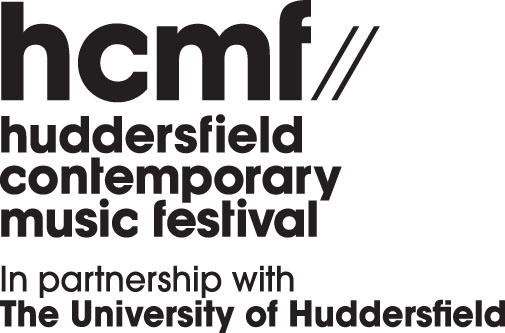 hcmf//
huddersfield
contemporary
music festival
In partnership with
The University of Huddersfield